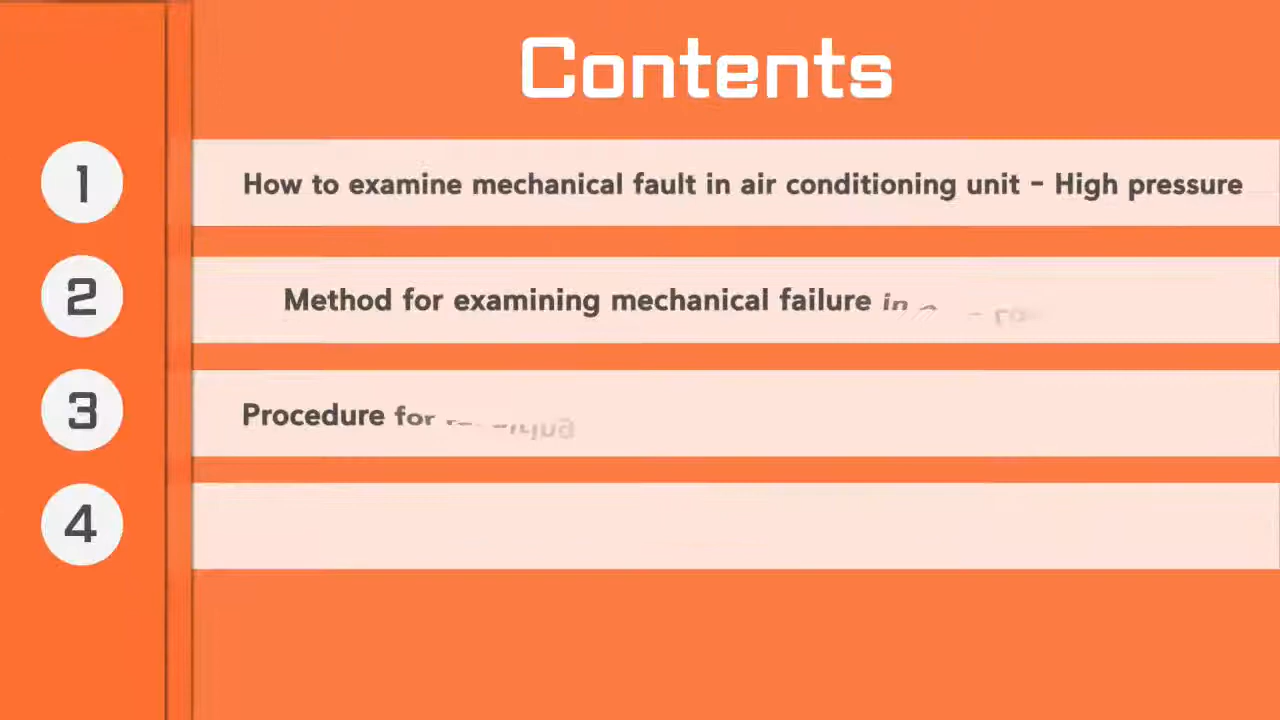 Contents
1
How to examine mechanical fault in air conditioning unit - High pressure
2
Method for examining mechanical failure in
3
Procedure for
4